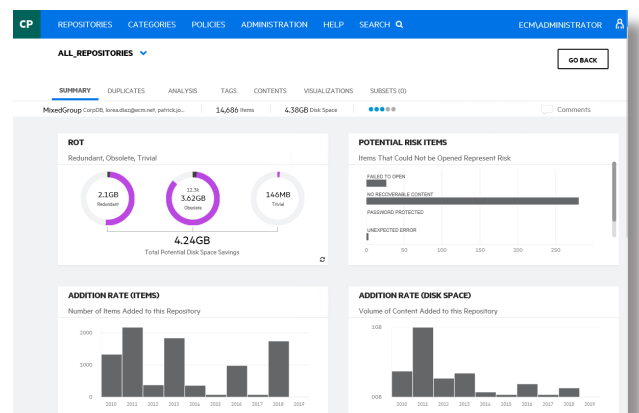 CP REPOSITORIES CATEGORIES POLICIES ADMINISTRATION HELP SEARCH ECM\ADMINISTRATOR
ALL_REPOSITORIES
GO BACK
SUMMARY DUPLICATES ANALYSIS TAGS CONTENTS VISUALIZATIONS SUBSETS (0)
MixedGroup CorpDB, lorea.diaz@ecm.net, patrick.jo... 14,686 Items 4.38GB Disk Space Comments
ROT
Redundant, Obsolete, Trivial
2.1GB
Redundant
12.3k
3.62GB
Obsolete
146MB
Trivial
4.24GB
Total Potential Disk Space Savings
POTENTIAL RISK ITEMS
Items That Could Not be Opened Represent Risk
FAILED TO OPEN
NO RECOVERABLE CONTENT
PASSWORD PROTECTED
UNEXPECTED ERROR
0 50 100 150 200 250
ADDITION RATE (ITEMS)
Number of Items Added to this Repository
2000
1000
0
2010 2011 2012 2013 2014 2015 2016 2017 2018 2019
ADDITION RATE (DISK SPACE)
Volume of Content Added to this Repository
1GB
0GB
2010 2011 2012 2013 2014 2015 2016 2017 2018 2019